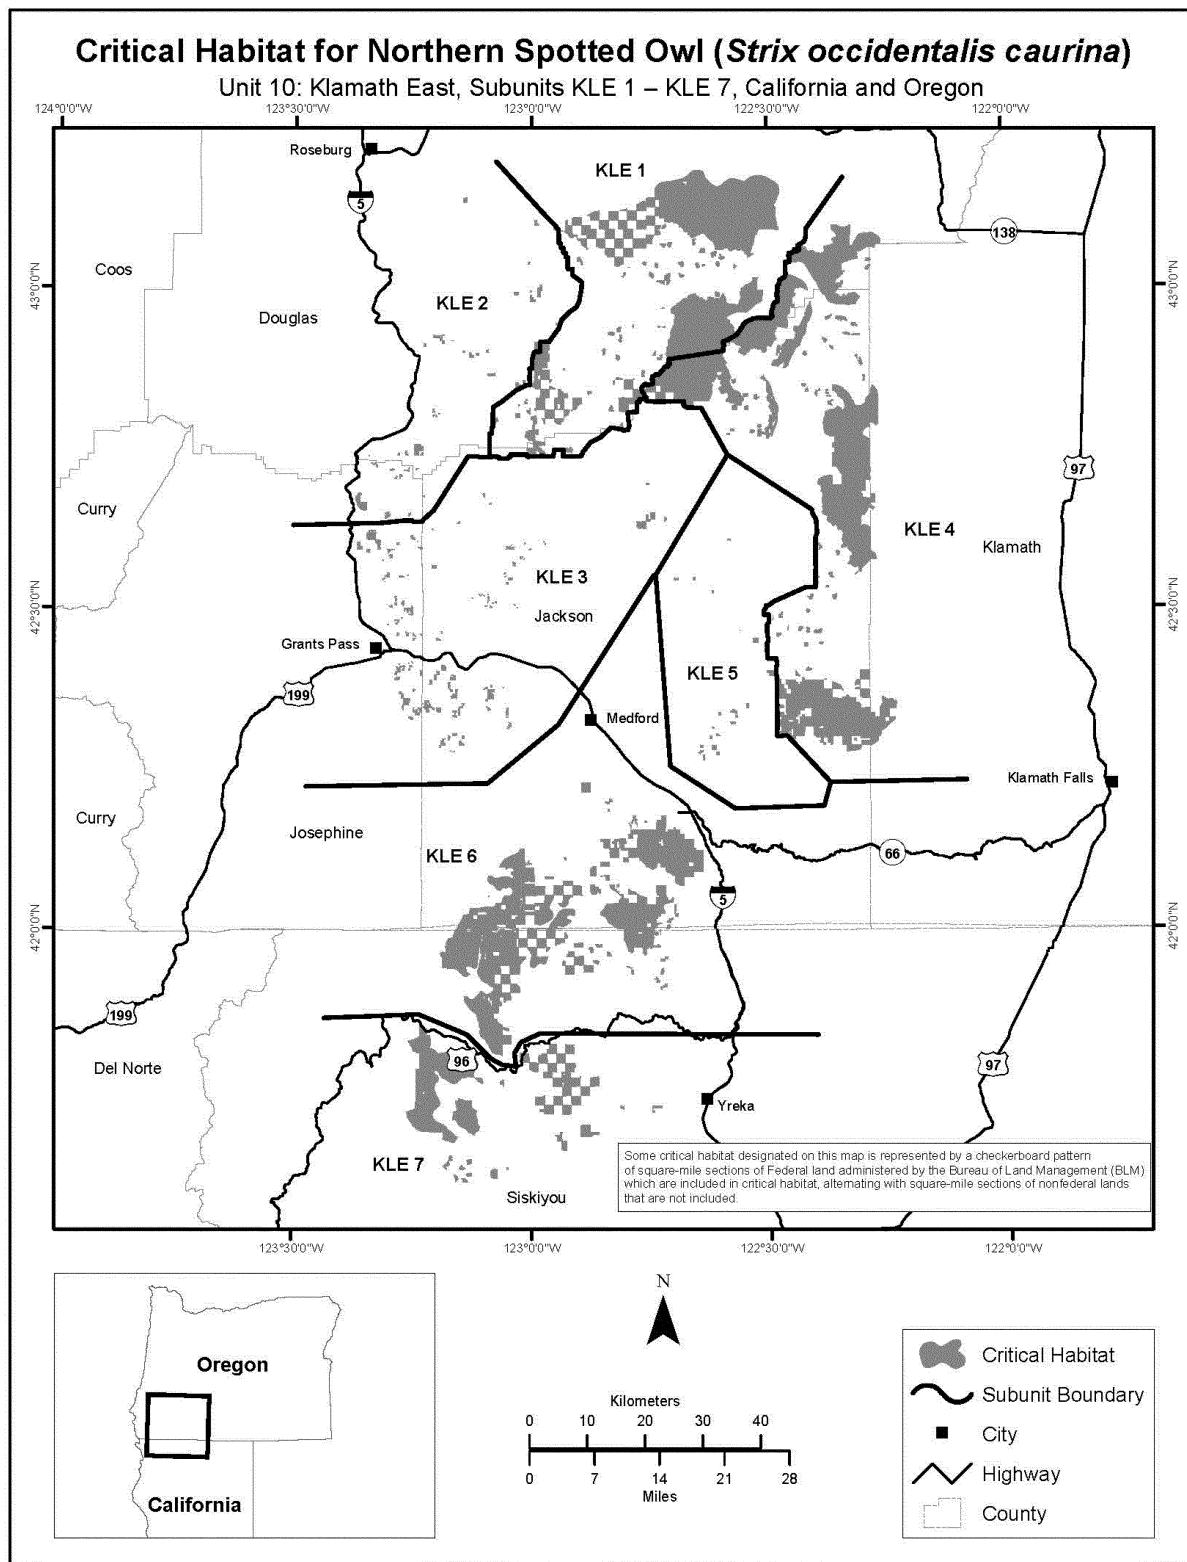 Critical Habitat for Northern Spotted Owl (Strix occidentalis caurina)
Unit 10: Klamath East, Subunits KLE 1 – KLE 7, California and Oregon
124°0'0"W 123°30'0"W 123°0'0"W 122°30'0"W 122°0'0"W
Roseburg
KLE 1
5
138
Coos
43°0'0"N
43°0'0"N
KLE 2
Douglas
97
Curry
KLE 4
Klamath
KLE 3
42°30'0"N
42°30'0"N
Jackson
Grants Pass
KLE 5
199
Medford
Klamath Falls
Curry
Josephine
KLE 6
66
5
42°0'0"N
42°0'0"N
199
96
97
Del Norte
Yreka
KLE 7
Siskiyou
Some critical habitat designated on this map is represented by a checkerboard pattern
of square-mile sections of Federal land administered by the Bureau of Land Management (BLM)
which are included in critical habitat, alternating with square-mile sections of nonfederal lands
that are not included.
123°30'0"W 123°0'0"W 122°30'0"W 122°0'0"W
N
Oregon
California
Kilometers
0 10 20 30 40
0 7 14 21 28
Miles
Critical Habitat
Subunit Boundary
City
Highway
County